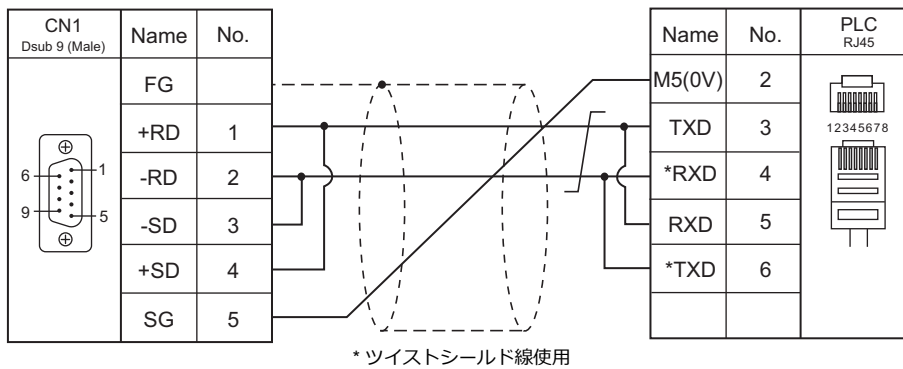 CN1
Dsub 9 (Male)
Name
No.
FG
+RD
1
-RD
2
-SD
3
+SD
4
SG
5
6
1
9
5
Name
No.
PLC
RJ45
M5(0V)
2
TXD
3
*RXD
4
RXD
5
*TXD
6
12345678
* ツイストシールド線使用